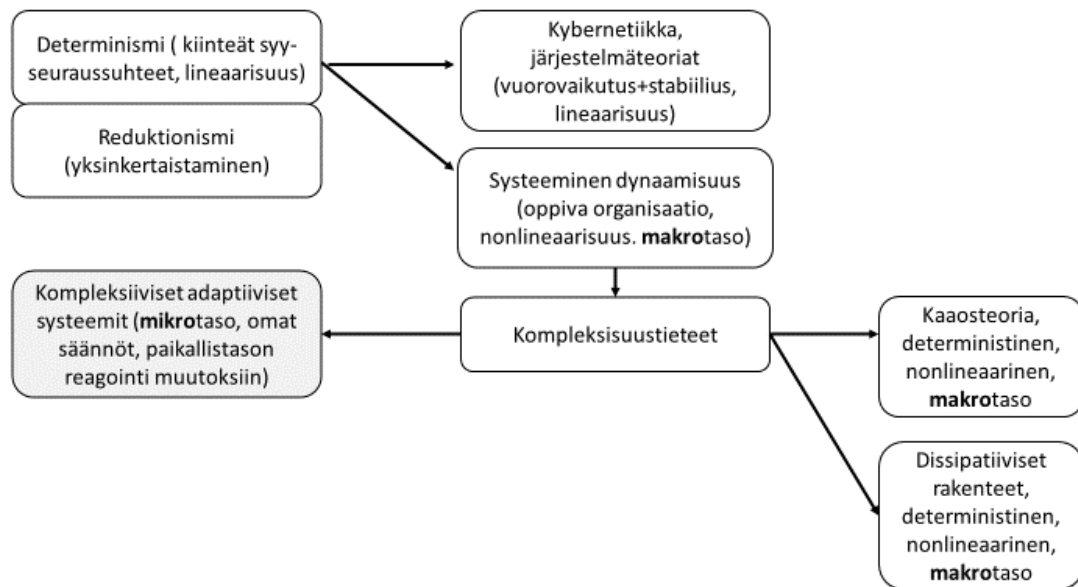 Determinismi ( kiinteät syy-
seuraussuhteet, lineaarisuus)
Reduktionismi
(yksinkertaistaminen)
Kybernetiikka,
järjestelmäteoriat
(vuorovaikutus+stabiilius,
lineaarisuus)
Systeeminen dynaamisuus
(oppiva organisaatio,
nonlineaarisuus. makrotaso)
Kompleksiiviset adaptiiviset
systeemit (mikrotaso, omat
säännöt, paikallistason
reagointi muutoksiin)
Kompleksisuustieteet
Kaaosteoria,
deterministinen,
nonlineaarinen,
makrotaso
Dissipatiiviset
rakenteet,
deterministinen,
nonlineaarinen,
makrotaso